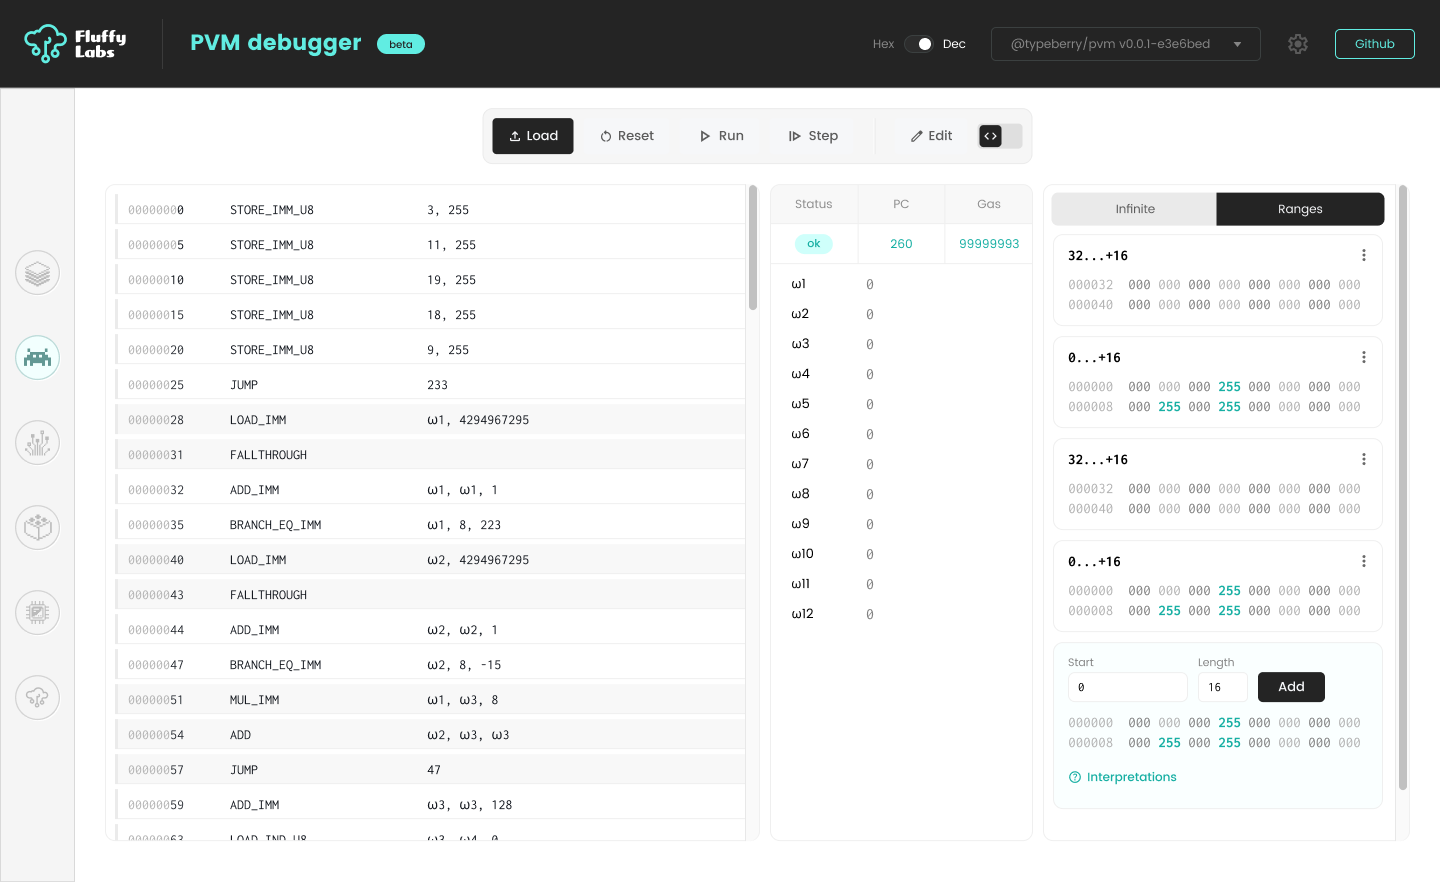 Fluffy Labs
PVM debugger beta
Hex Dec
@typeberry/pvm v0.0.1-e3e6bed
Github
Load Reset Run Step Edit
00000000 STORE_IMM_U8 3, 255
00000005 STORE_IMM_U8 11, 255
00000010 STORE_IMM_U8 19, 255
00000015 STORE_IMM_U8 18, 255
00000020 STORE_IMM_U8 9, 255
00000025 JUMP 233
00000028 LOAD_IMM ω1, 4294967295
00000031 FALLTHROUGH
00000032 ADD_IMM ω1, ω1, 1
00000035 BRANCH_EQ_IMM ω1, 8, 223
00000040 LOAD_IMM ω2, 4294967295
00000043 FALLTHROUGH
00000044 ADD_IMM ω2, ω2, 1
00000047 BRANCH_EQ_IMM ω2, 8, -15
00000051 MUL_IMM ω1, ω3, 8
00000054 ADD ω2, ω3, ω3
00000057 JUMP 47
00000059 ADD_IMM ω3, ω3, 128
00000063 LOAD_IND_U8 ω3, ω4, 0
Status PC Gas
ok 260 99999993
ω1 0
ω2 0
ω3 0
ω4 0
ω5 0
ω6 0
ω7 0
ω8 0
ω9 0
ω10 0
ω11 0
ω12 0
Infinite Ranges
32...+16
000032 000 000 000 000 000 000 000 000
000040 000 000 000 000 000 000 000 000
0...+16
000000 000 000 000 255 000 000 000 000
000008 000 255 000 255 000 000 000 000
32...+16
000032 000 000 000 000 000 000 000 000
000040 000 000 000 000 000 000 000 000
0...+16
000000 000 000 000 255 000 000 000 000
000008 000 255 000 255 000 000 000 000
Start Length
0 16 Add
000000 000 000 000 255 000 000 000 000
000008 000 255 000 255 000 000 000 000
Interpretations